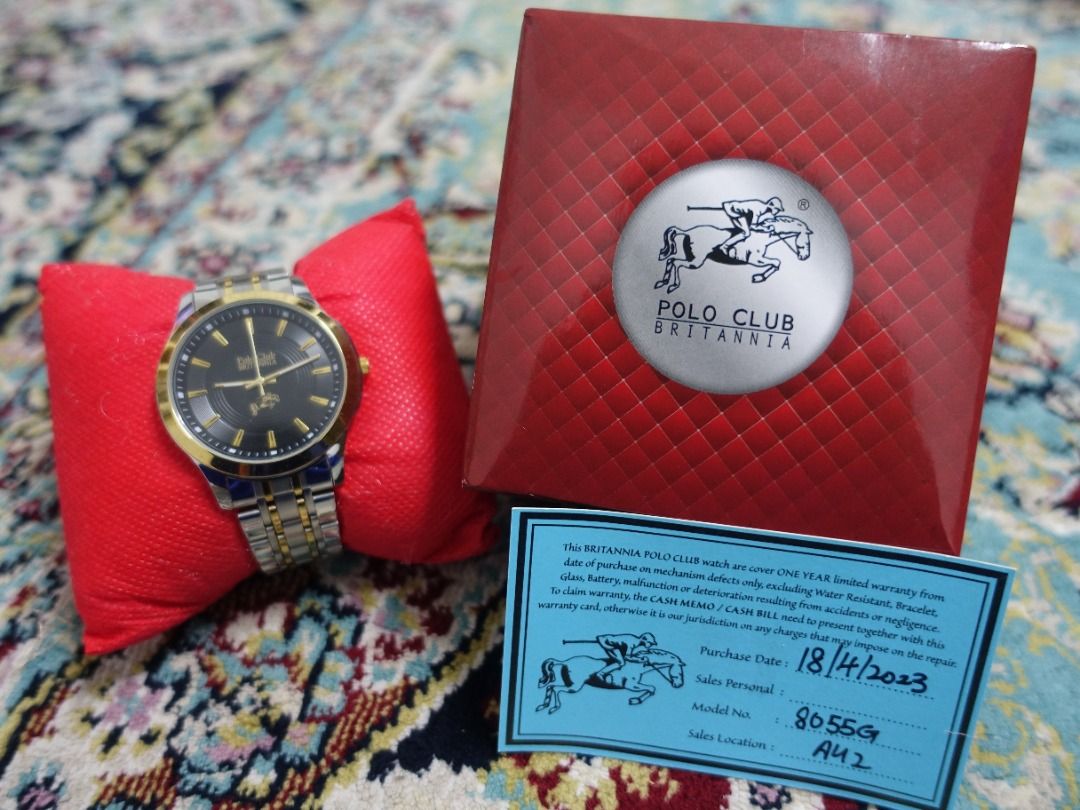 Polo Club
BRITANNIA
®
POLO CLUB
BRITANNIA
This BRITANNIA POLO CLUB watch are cover ONE YEAR limited warranty from
date of purchase on mechanism defects only, excluding Water Resistant, Bracelet,
Glass, Battery, malfunction or deterioration resulting from accidents or negligence.
To claim warranty, the CASH MEMO / CASH BILL need to present together with this
warranty card, otherwise it is our jurisdiction on any charges that may impose on the repair.
Purchase Date : 18/4/2023
Sales Personal :
Model No. : 8055G
Sales Location : AU2